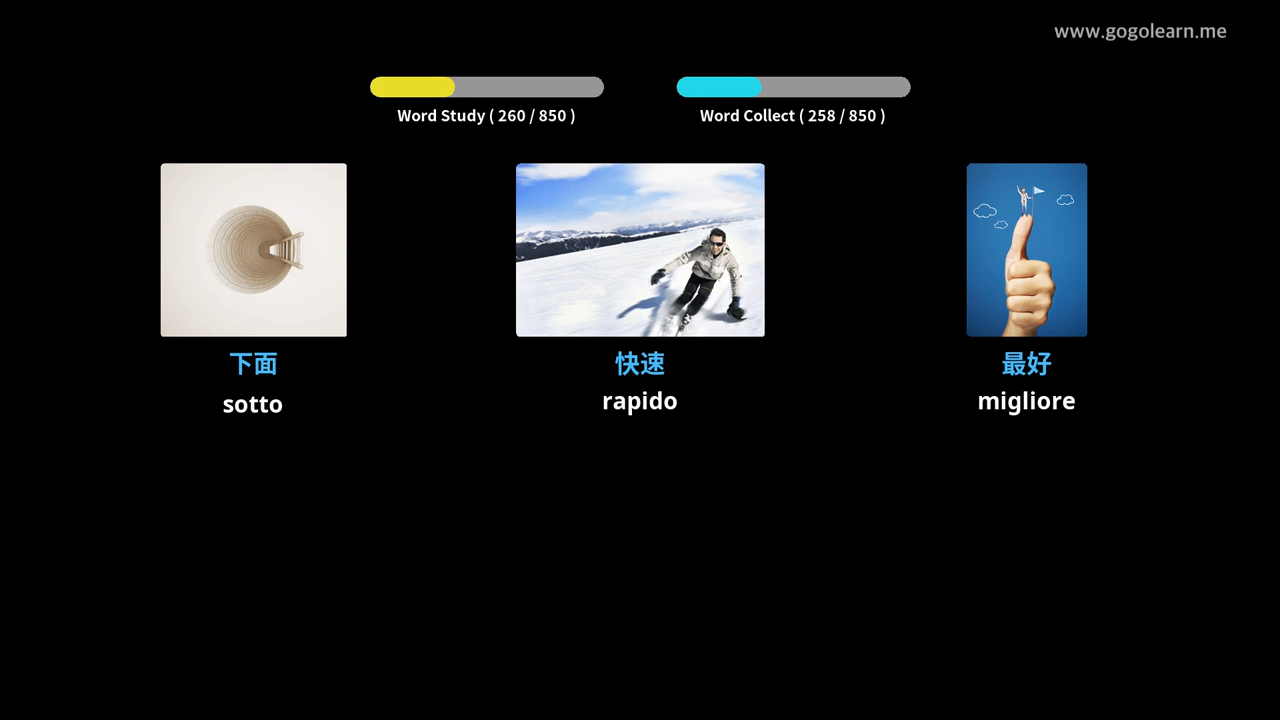 www.gogolearn.me
Word Study ( 260 / 850 )
Word Collect ( 258 / 850 )
下面
sotto
快速
rapido
最好
migliore